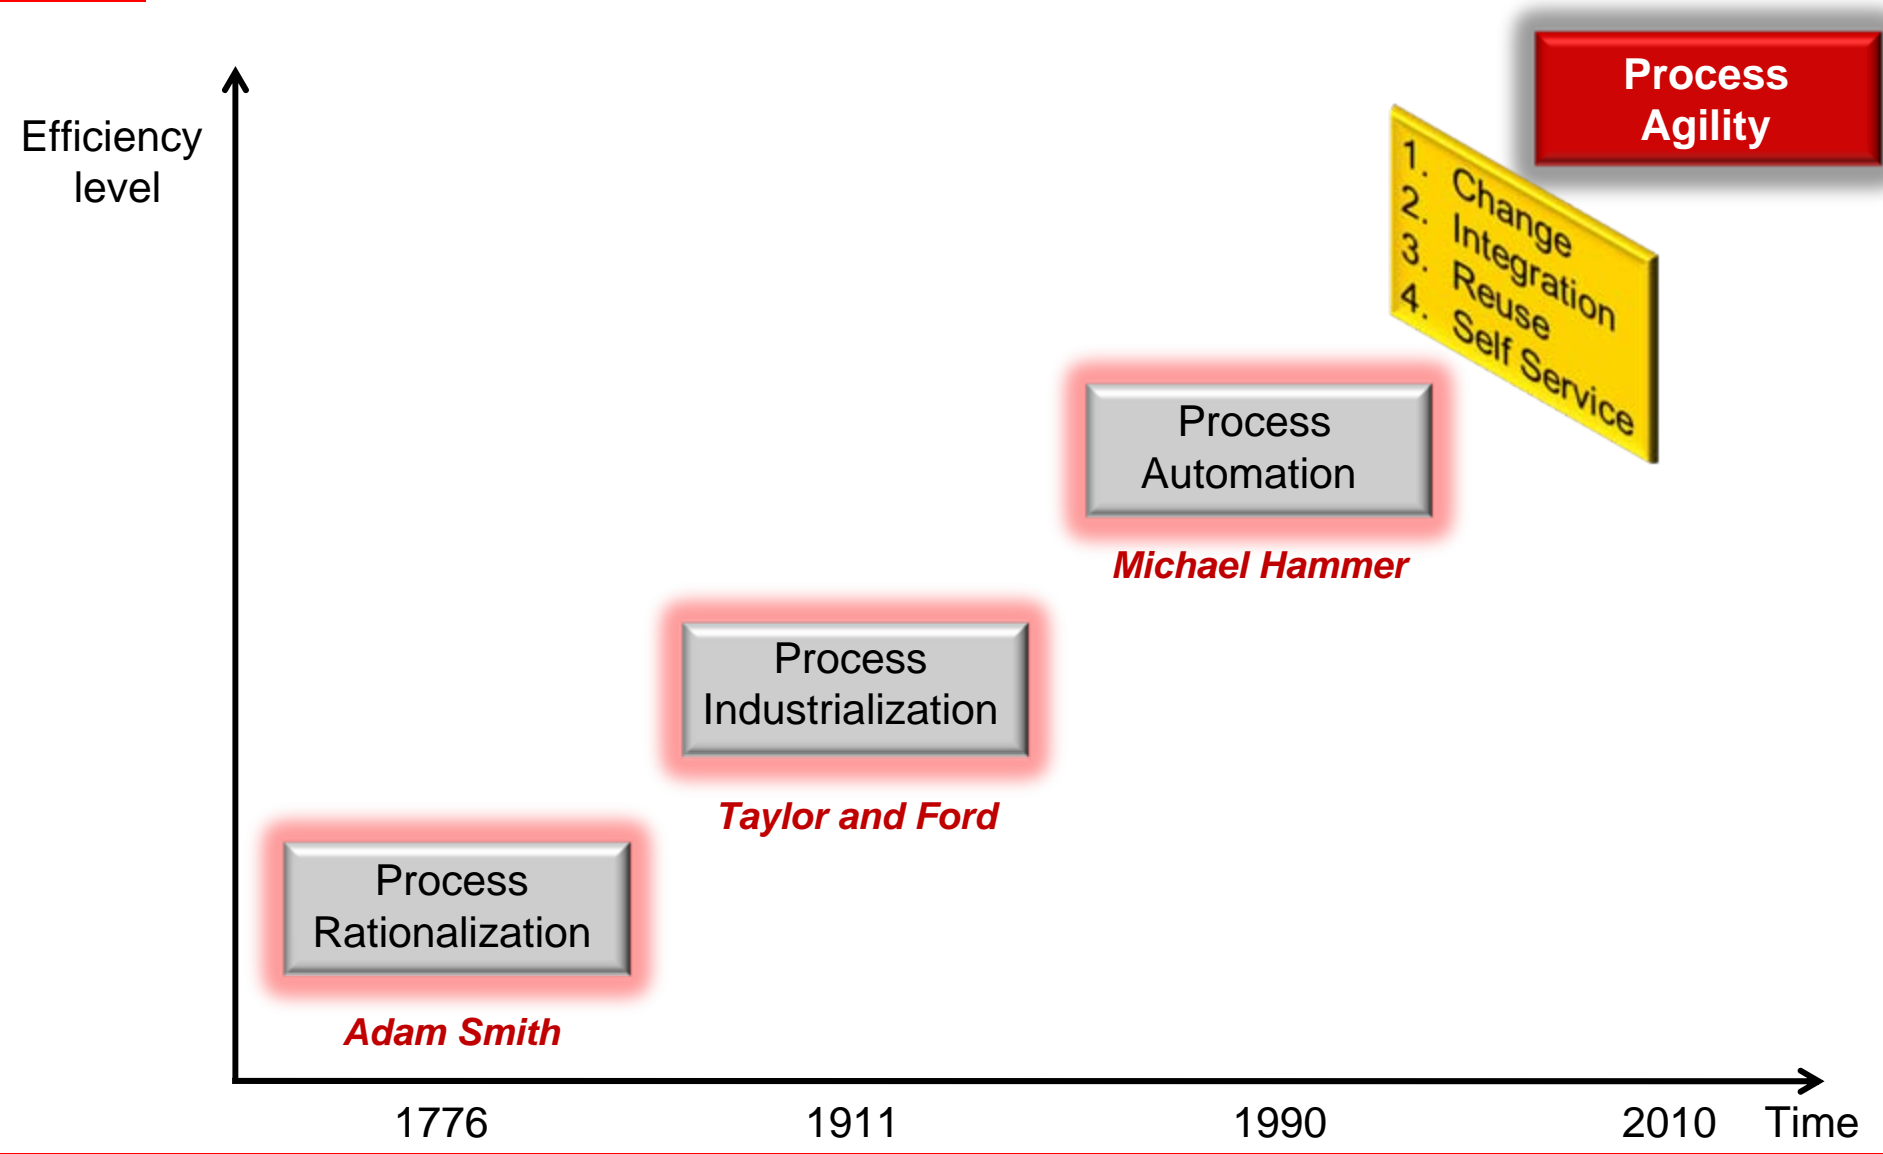 Efficiency
level
Process
Agility
1. Change
2. Integration
3. Reuse
4. Self Service
Process
Automation
Michael Hammer
Process
Industrialization
Taylor and Ford
Process
Rationalization
Adam Smith
1776
1911
1990
2010
Time